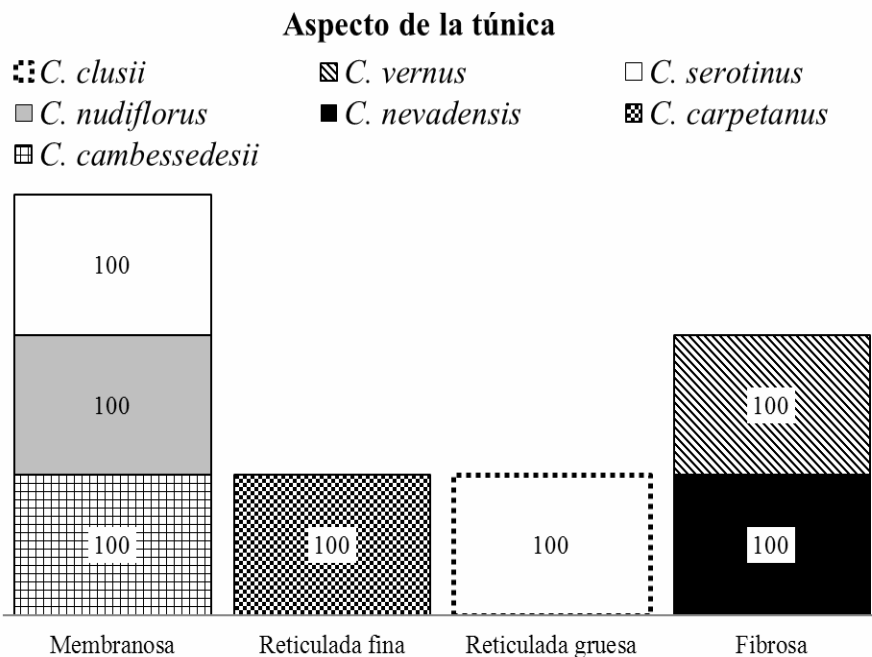 Aspecto de la túnica
C. clusii C. vernus C. serotinus
C. nudiflorus C. nevadensis C. carpetanus
C. cambessedesii
100
100 100
100 100 100 100
Membranosa Reticulada fina Reticulada gruesa Fibrosa